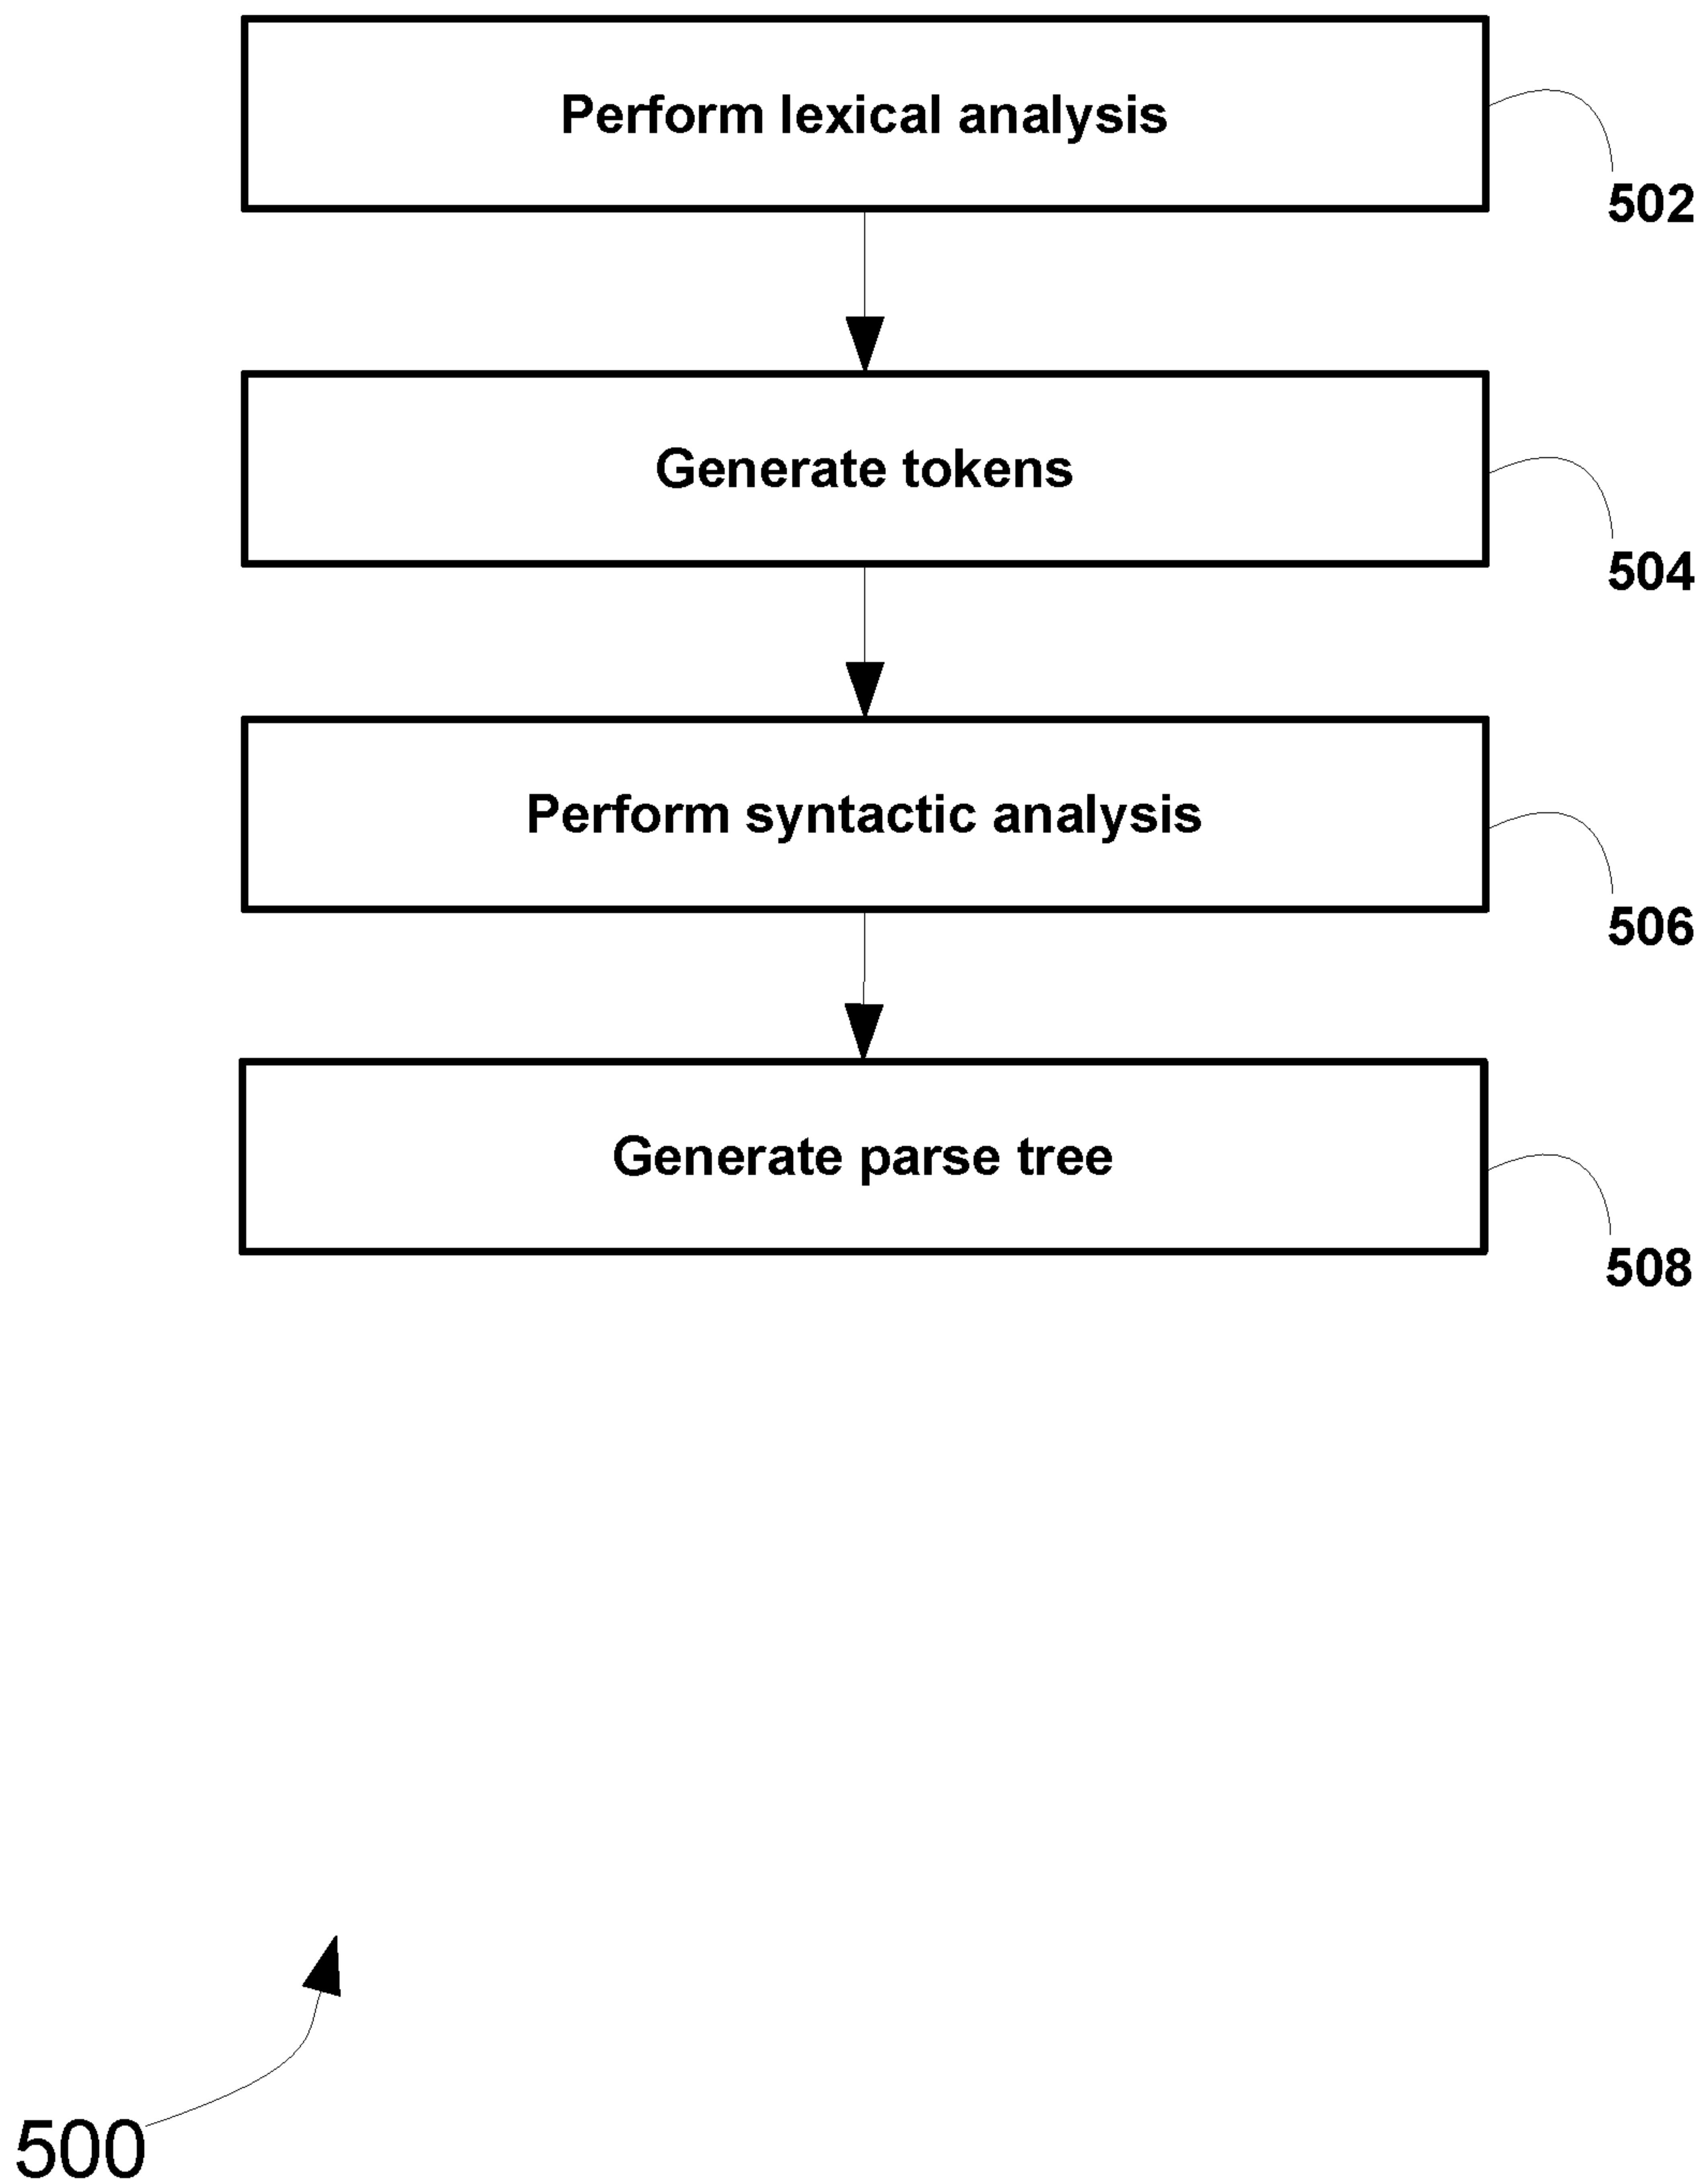 Perform lexical analysis
502
Generate tokens
504
Perform syntactic analysis
506
Generate parse tree
508
500